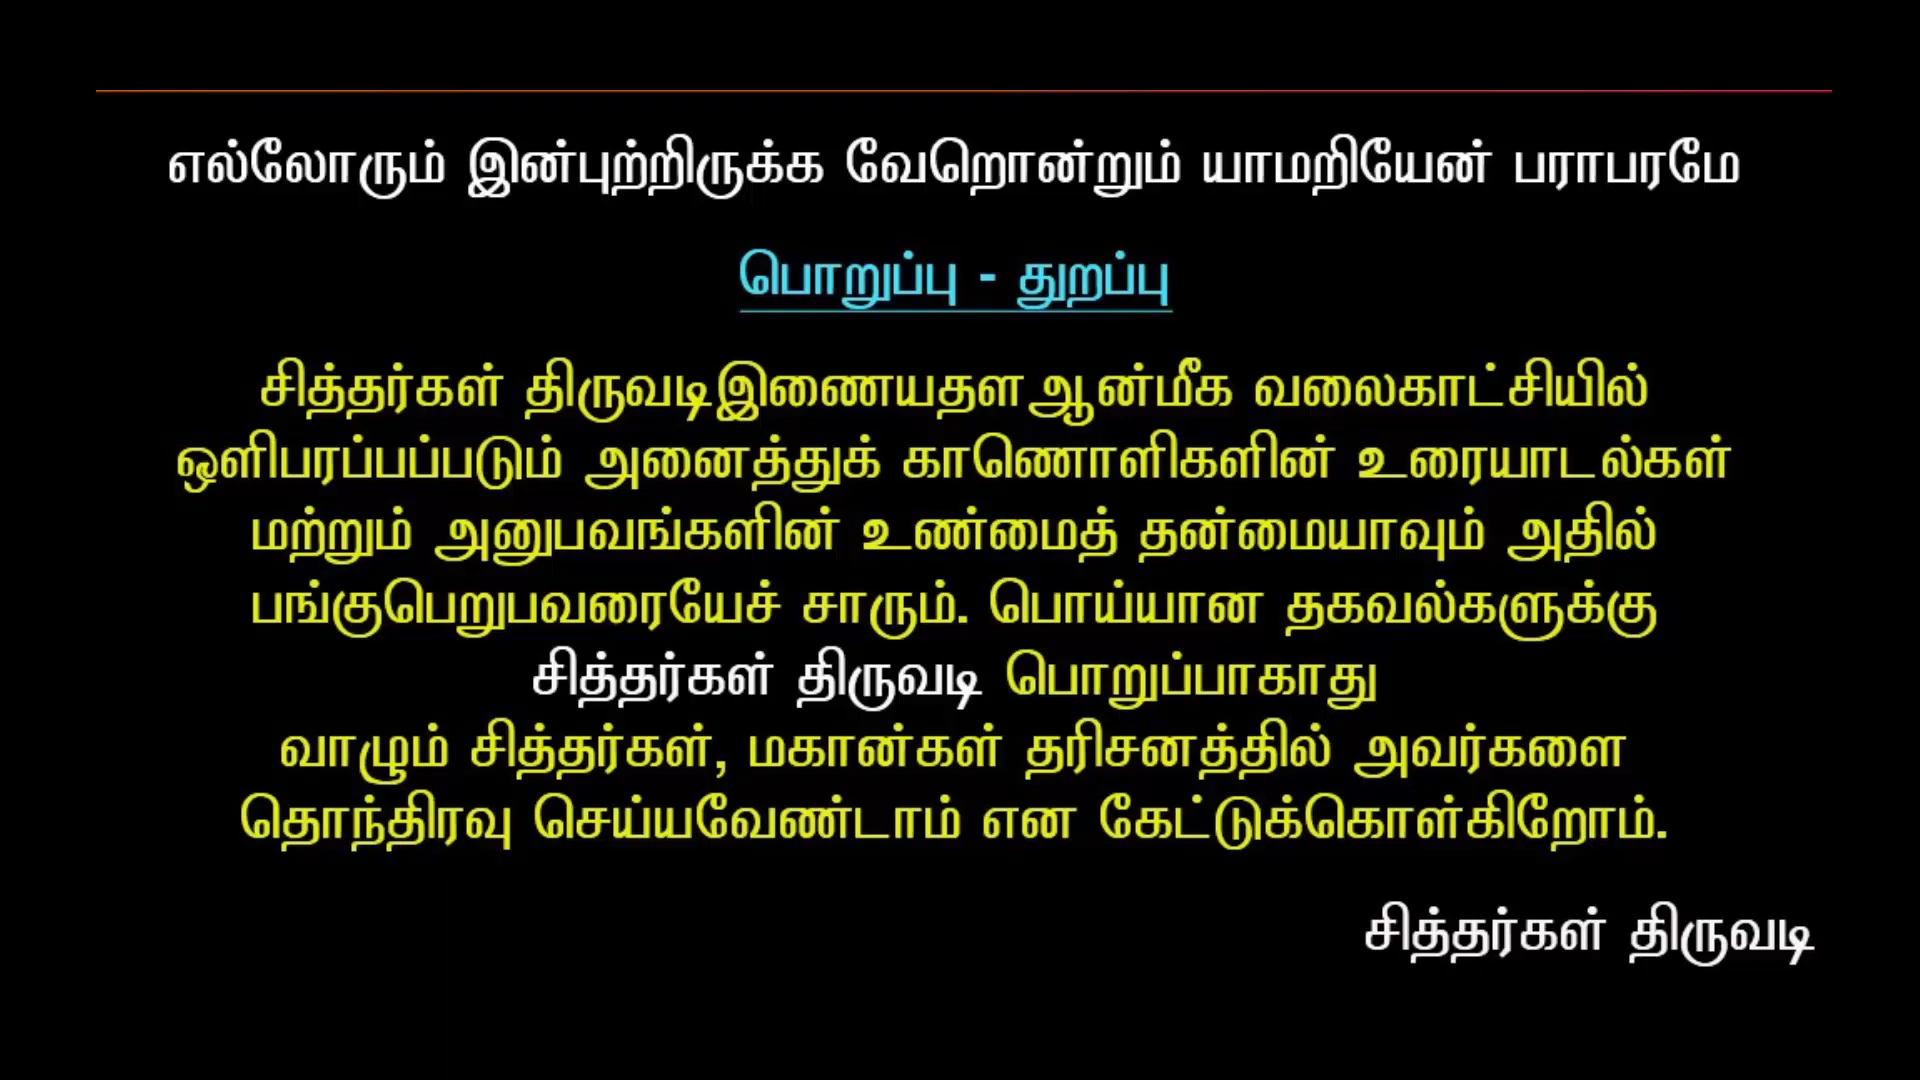 எல்லோரும் இன்புற்றிருக்க வேறொன்றும் யாமறியேன் பராபரமே
பொறுப்பு - துறப்பு
சித்தர்கள் திருவடிஇணையதளஆன்மீக வலைகாட்சியில்
ஒளிபரப்பப்படும் அனைத்துக் காணொளிகளின் உரையாடல்கள்
மற்றும் அனுபவங்களின் உண்மைத் தன்மையாவும் அதில்
பங்குபெறுபவரையேச் சாரும். பொய்யான தகவல்களுக்கு
சித்தர்கள் திருவடி பொறுப்பாகாது
வாழும் சித்தர்கள், மகான்கள் தரிசனத்தில் அவர்களை
தொந்திரவு செய்யவேண்டாம் என கேட்டுக்கொள்கிறோம்.
சித்தர்கள் திருவடி